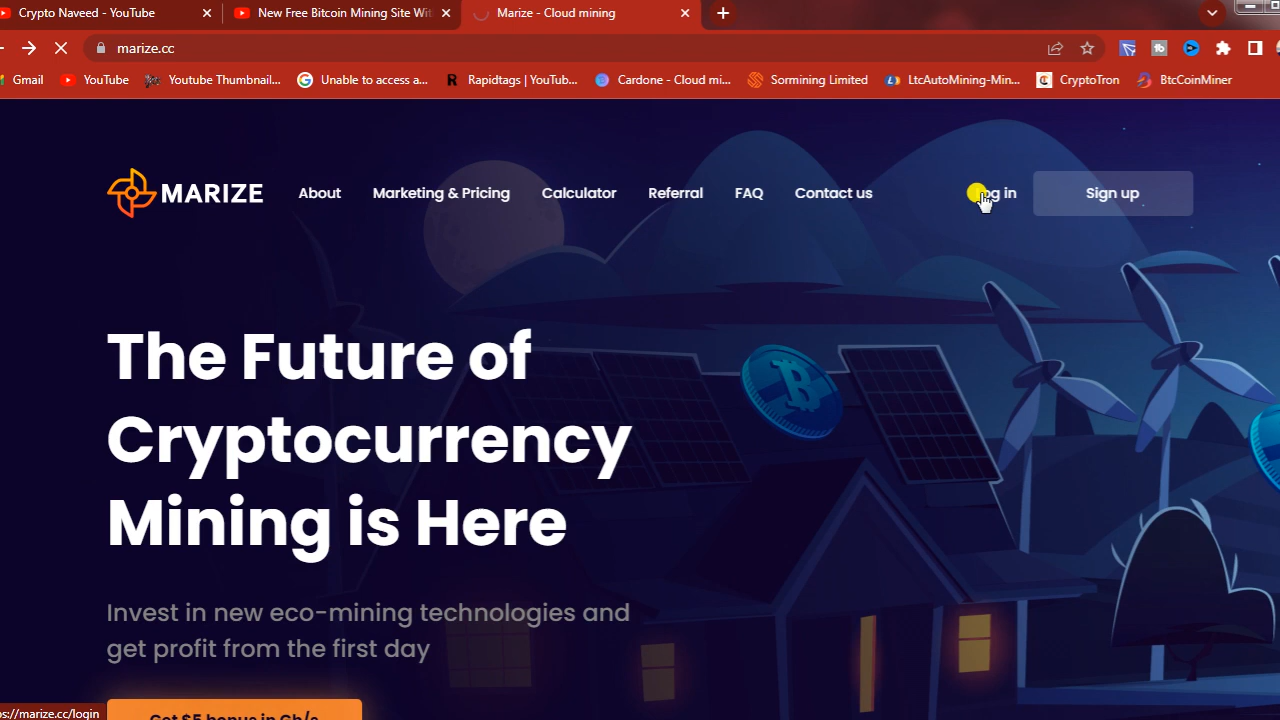 Crypto Naveed - YouTube
New Free Bitcoin Mining Site Wit
Marize - Cloud mining
marize.cc
Gmail
YouTube
Youtube Thumbnail...
Unable to access a...
Rapidtags | YouTub...
Cardone - Cloud mi...
Sormining Limited
LtcAutoMining-Min...
CryptoTron
BtcCoinMiner
MARIZE
About
Marketing & Pricing
Calculator
Referral
FAQ
Contact us
Log in
Sign up
The Future of
Cryptocurrency
Mining is Here
Invest in new eco-mining technologies and
get profit from the first day
Get $5 bonus in Gh/s
ps://marize.cc/login